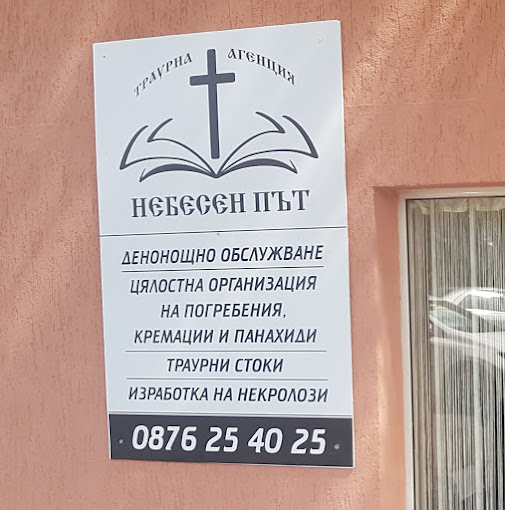 ТРАУРНА АГЕНЦИЯ
НЕБЕСЕН ПЪТ
ДЕНОНОЩНО ОБСЛУЖВАНЕ
ЦЯЛОСТНА ОРГАНИЗАЦИЯ
НА ПОГРЕБЕНИЯ,
КРЕМАЦИИ И ПАНАХИДИ
ТРАУРНИ СТОКИ
ИЗРАБОТКА НА НЕКРОЛОЗИ
0876 25 40 25